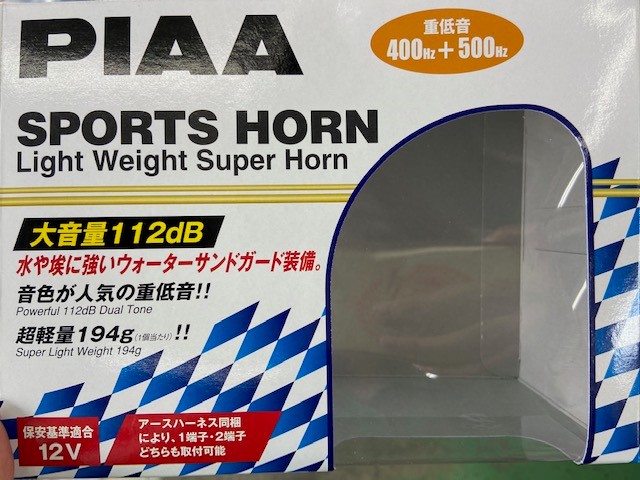 PIAA
重低音
400Hz+500Hz
SPORTS HORN
Light Weight Super Horn
大音量112dB
水や埃に強いウォーターサンドガード装備。
音色が人気の重低音!!
Powerful 112dB Dual Tone
超軽量194g(1個当たり)!!
Super Light Weight 194g
保安基準適合
12V
アースハーネス同梱
により、1端子・2端子
どちらも取付可能